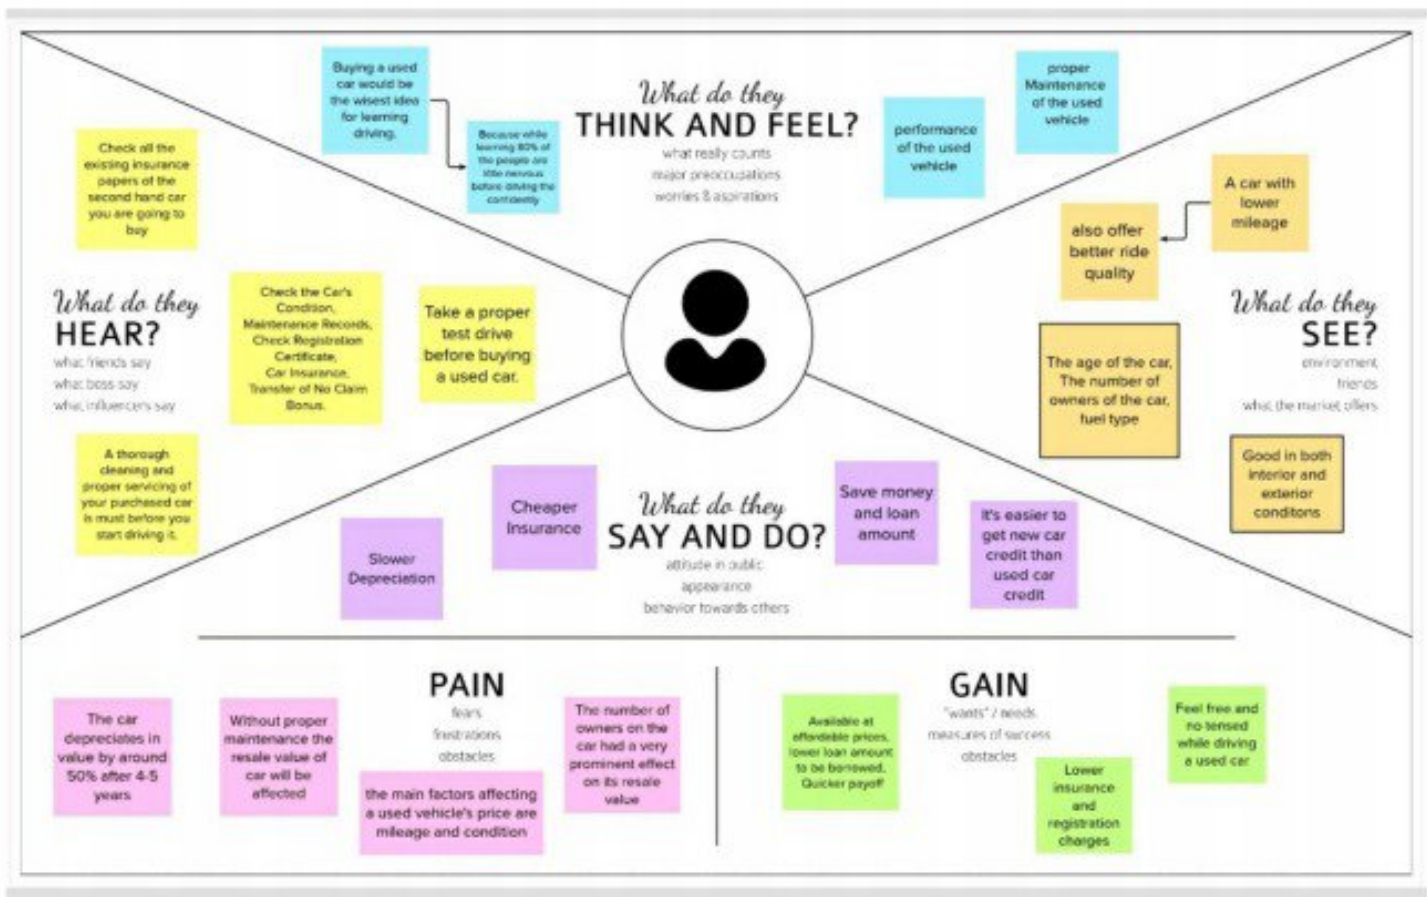 Buying a used
car would be
the wisest idea
for learning
driving.
Because while
learning 80% of
the people are
little nervous
before driving the
confidently
What do they
THINK AND FEEL?
what really counts
major preoccupations
worries & aspirations
performance
of the used
vehicle
proper
Maintenance
of the used
vehicle
Check all the
existing insurance
papers of the
second hand car
you are going to
buy
What do they
HEAR?
what friends say
what boss say
what influencers say
Check the Car's
Condition,
Maintenance Records,
Check Registration
Certificate,
Car Insurance,
Transfer of No Claim
Bonus.
Take a proper
test drive
before buying
a used car.
A thorough
cleaning and
proper servicing of
your purchased car
is must before you
start driving it.
A car with
lower
mileage
also offer
better ride
quality
What do they
SEE?
environment
friends
what the market offers
The age of the car,
The number of
owners of the car,
fuel type
Good in both
interior and
exterior
conditons
Slower
Depreciation
Cheaper
Insurance
What do they
SAY AND DO?
attitude in public
appearance
behavior towards others
Save money
and loan
amount
It's easier to
get new car
credit than
used car
credit
PAIN
fears
frustrations
obstacles
The car
depreciates in
value by around
50% after 4-5
years
Without proper
maintenance the
resale value of
car will be
affected
the main factors affecting
a used vehicle's price are
mileage and condition
The number of
owners on the
car had a very
prominent effect
on its resale
value
GAIN
"wants" / needs
measures of success
obstacles
Available at
affordable prices,
lower loan amount
to be borrowed,
Quicker payoff
Lower
insurance
and
registration
charges
Feel free and
no tensed
while driving
a used car